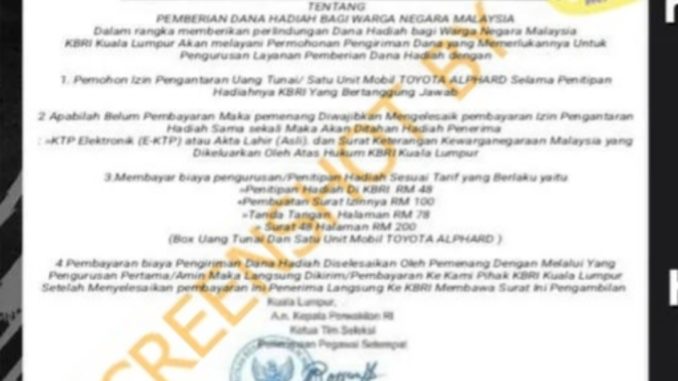 TENTANG
PEMBERIAN DANA HADIAH BAGI WARGA NEGARA MALAYSIA
Dalam rangka memberikan perlindungan Dana Hadiah bagi Warga Negara Malaysia
KBRI Kuala Lumpur Akan melayani Permohonan Pengiriman Dana yang Memerlukannya Untuk
Pengurusan Layanan Pemberian Dana Hadiah dengan
1. Pemohon Izin Pengantaran Uang Tunai/ Satu Unit Mobil TOYOTA ALPHARD Selama Penitipan
Hadiahnya KBRI Yang Bertanggung Jawab
2 Apabilah Belum Pembayaran Maka pemenang Diwajibkan Mengelesaik pembayaran Izin Pengantaran
Hadiah Sama sekali Maka Akan Ditahan Hadiah Penerima
: »KTP Elektronik (E-KTP) atau Akta Lahir (Asli). dan Surat Keterangan Kewarganegaraan Malaysia yang
Dikeluarkan Oleh Atas Hukum KBRI Kuala Lumpur
3.Membayar biaya pengurusan/Penitipan Hadiah Sesuai Tarif yang Berlaku yaitu
»Penitipan Hadiah Di KBRI RM 48
»Pembuatan Surat Izinnya RM 100
»Tanda Tangan Halaman RM 78
Surat 48 Halaman RM 200
(Box Uang Tunai Dan Satu Unit Mobil TOYOTA ALPHARD )
4.Pembayaran biaya Pengiriman Dana Hadiah Diselesaikan Oleh Pemenang Dengan Melalui Yang
Pengurusan Pertama/Amin Maka Langsung Dikirim/Pembayaran Ke Kami Pihak KBRI Kuala Lumpur
Setelah Menyelesaikan pembayaran Ini Penerima Langsung Ke KBRI Membawa Surat Ini Pengambilan
Kuala Lumpur,
A.n. Kepala Perwakilan RI
Ketua Tim Seleksi
Pegawai Setempat
SCREENSHOT BY